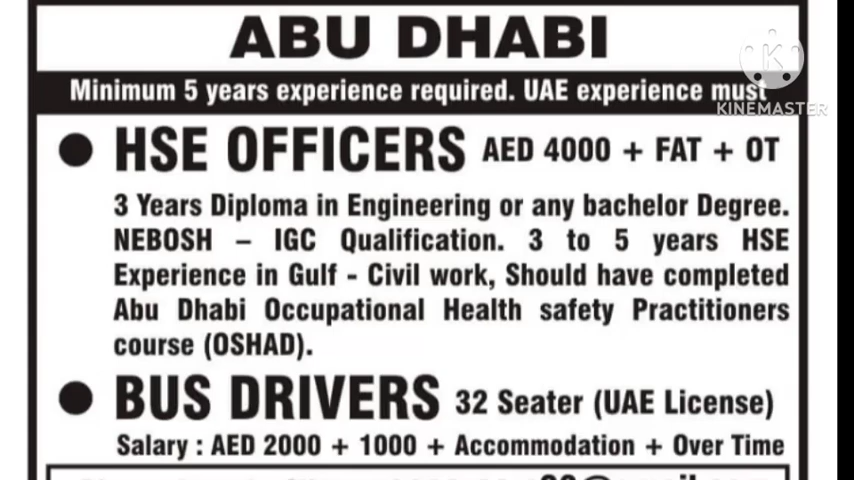 ABU DHABI
Minimum 5 years experience required. UAE experience must
KINEMASTER
● HSE OFFICERS AED 4000 + FAT + OT
3 Years Diploma in Engineering or any bachelor Degree.
NEBOSH – IGC Qualification. 3 to 5 years HSE
Experience in Gulf - Civil work, Should have completed
Abu Dhabi Occupational Health safety Practitioners
course (OSHAD).
● BUS DRIVERS 32 Seater (UAE License)
Salary : AED 2000 + 1000 + Accommodation + Over Time